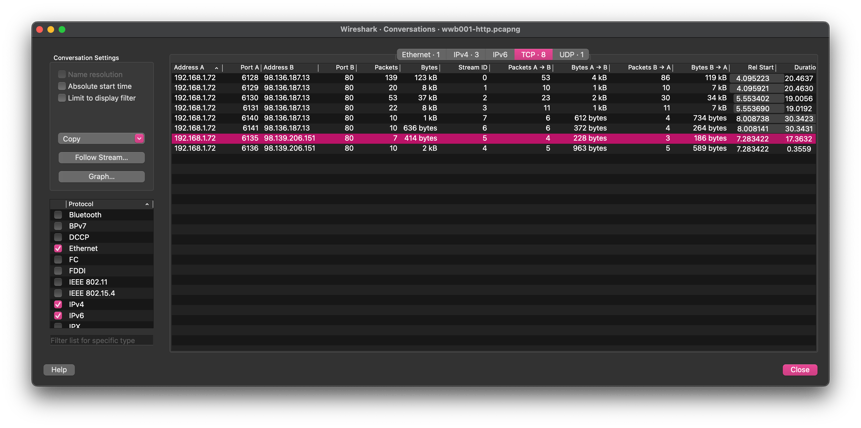 Wireshark · Conversations · wwb001-http.pcapng
Conversation Settings
Name resolution
Absolute start time
Limit to display filter
Copy
Follow Stream...
Graph...
Protocol
Bluetooth
BPv7
DCCP
Ethernet
FC
FDDI
IEEE 802.11
IEEE 802.15.4
IPv4
IPv6
IPX
Filter list for specific type
Ethernet · 1 IPv4 · 3 IPv6 TCP · 8 UDP · 1
Address A Port A Address B Port B Packets Bytes Stream ID Packets A → B Bytes A → B Packets B → A Bytes B → A Rel Start Duratio
192.168.1.72 6128 98.136.187.13 80 139 123 kB 0 53 4 kB 86 119 kB 4.095223 20.4637
192.168.1.72 6129 98.136.187.13 80 20 8 kB 1 10 1 kB 10 7 kB 4.095921 20.4630
192.168.1.72 6130 98.136.187.13 80 53 37 kB 2 23 2 kB 30 34 kB 5.553402 19.0056
192.168.1.72 6131 98.136.187.13 80 22 8 kB 3 11 1 kB 11 7 kB 5.553690 19.0192
192.168.1.72 6140 98.136.187.13 80 10 1 kB 7 6 612 bytes 4 734 bytes 8.008738 30.3423
192.168.1.72 6141 98.136.187.13 80 10 636 bytes 6 6 372 bytes 4 264 bytes 8.008141 30.3431
192.168.1.72 6135 98.139.206.151 80 7 414 bytes 5 4 228 bytes 3 186 bytes 7.283422 17.3632
192.168.1.72 6136 98.139.206.151 80 10 2 kB 4 5 963 bytes 5 589 bytes 7.283422 0.3559
Help
Close